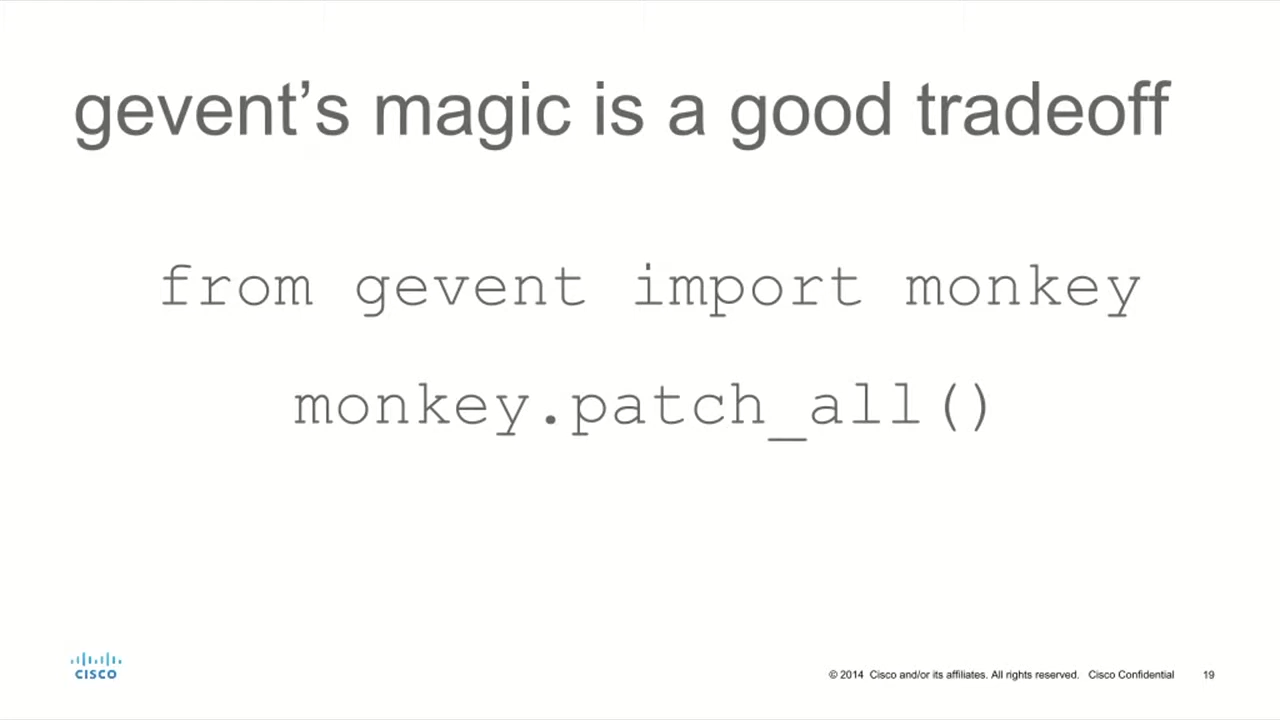 gevent’s magic is a good tradeoff
from gevent import monkey
monkey.patch_all()
CISCO
© 2014 Cisco and/or its affiliates. All rights reserved. Cisco Confidential 19